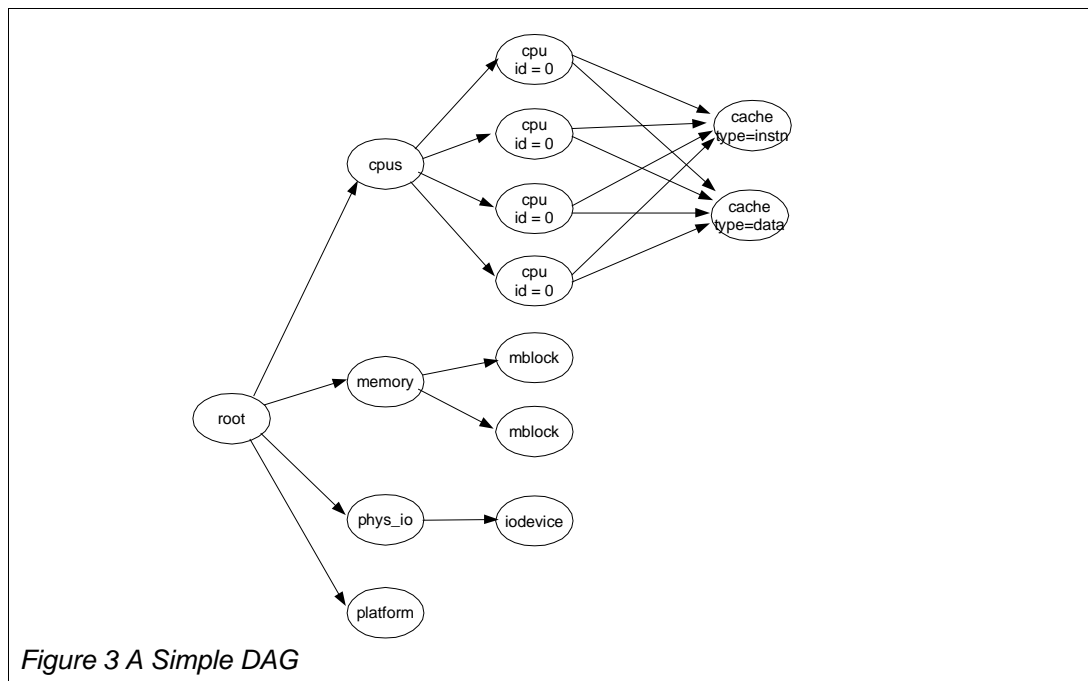 cpu
id = 0
cpu
id = 0
cpu
id = 0
cpu
id = 0
cache
type=instn
cache
type=data
cpus
mblock
mblock
memory
root
phys_io
iodevice
platform
Figure 3 A Simple DAG